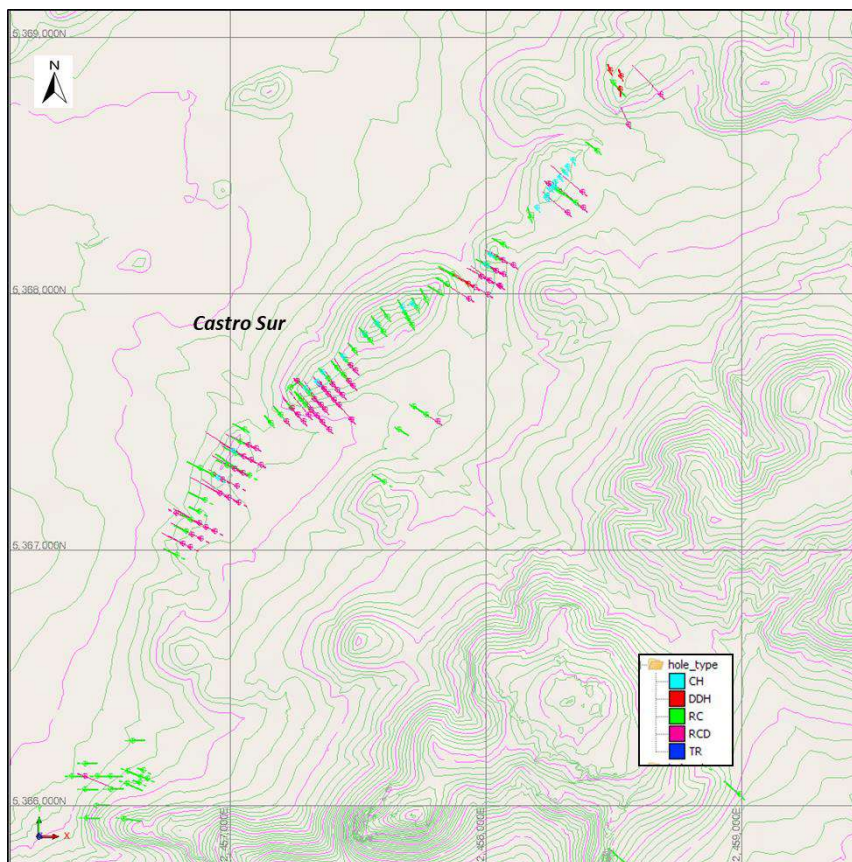 5,369,000N
N
5,368,000N
Castro Sur
5,367,000N
hole_type
CH
DDH
RC
RCD
TR
5,386,000N
X
2,457,000E
2,458,000E
2,459,000E